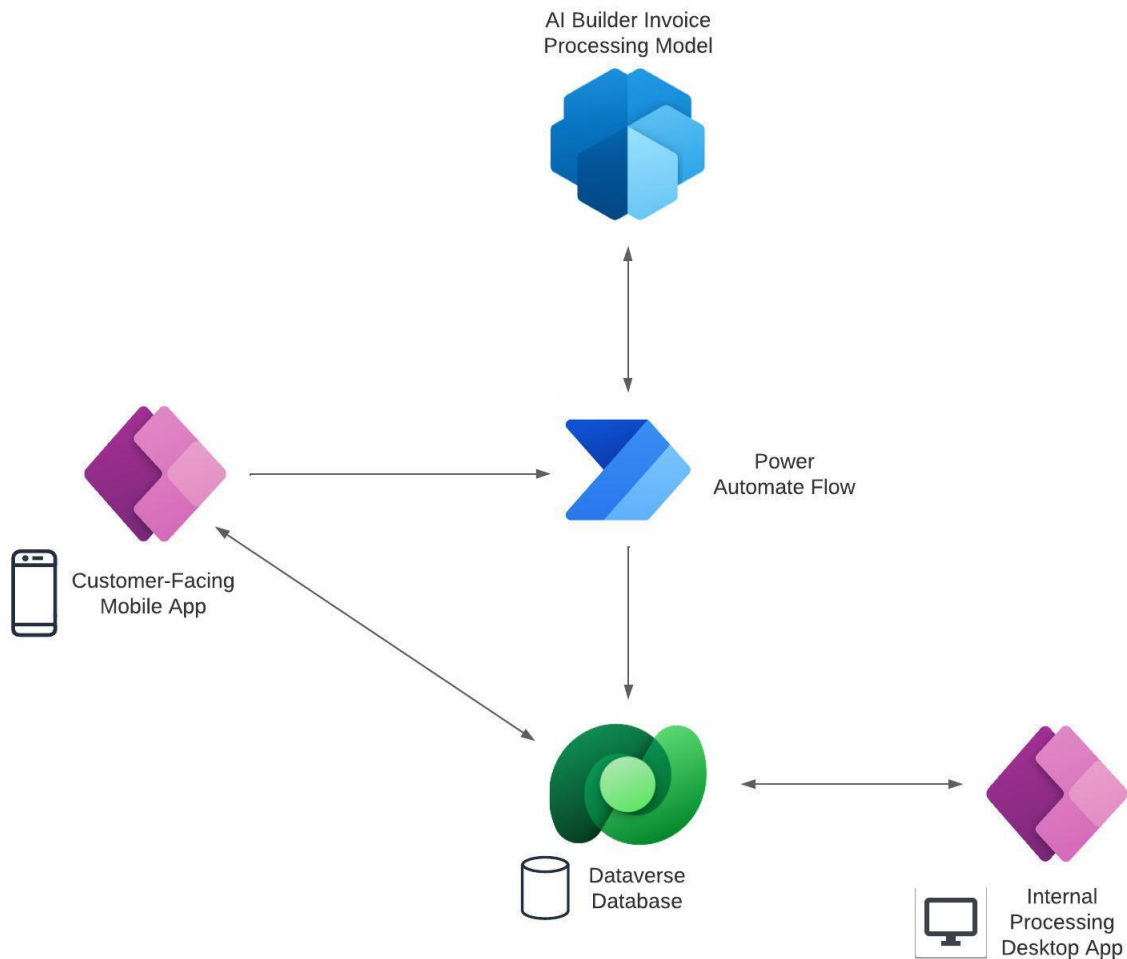 AI Builder Invoice
Processing Model
Power
Automate Flow
Customer-Facing
Mobile App
Dataverse
Database
Internal
Processing
Desktop App